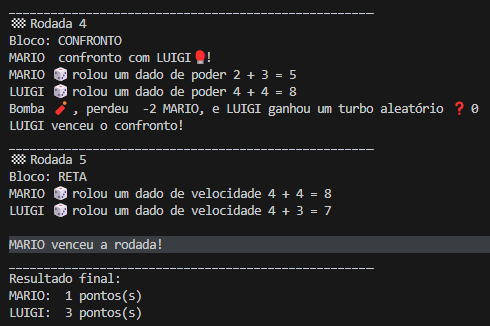 ____________________________________________________
🏁 Rodada 4
Bloco: CONFRONTO
MARIO  confronto com LUIGI🥊!
MARIO 🎲 rolou um dado de poder 2 + 3 = 5
LUIGI 🎲 rolou um dado de poder 4 + 4 = 8
Bomba 🧨 , perdeu  -2 MARIO, e LUIGI ganhou um turbo aleatório ❓ 0
LUIGI venceu o confronto!
____________________________________________________
🏁 Rodada 5
Bloco: RETA
MARIO 🎲 rolou um dado de velocidade 4 + 4 = 8
LUIGI 🎲 rolou um dado de velocidade 4 + 3 = 7
MARIO venceu a rodada!
____________________________________________________
Resultado final:
MARIO:  1 pontos(s)
LUIGI:  3 pontos(s)